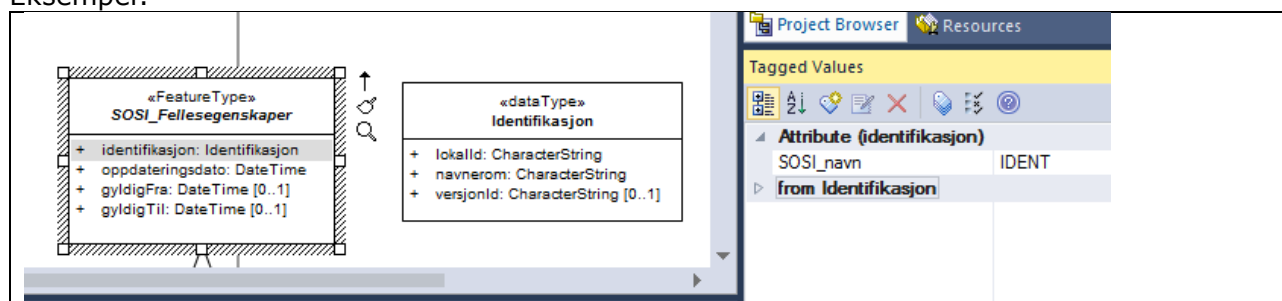 Eksempel:
«FeatureType»
SOSI_Fellesegenskaper
+ identifikasjon: Identifikasjon
+ oppdateringsdato: DateTime
+ gyldigFra: DateTime [0..1]
+ gyldigTil: DateTime [0..1]
«dataType»
Identifikasjon
+ lokalId: CharacterString
+ navnerom: CharacterString
+ versjonId: CharacterString [0..1]
Project Browser Resources
Tagged Values
Attribute (identifikasjon)
SOSI_navn IDENT
from Identifikasjon